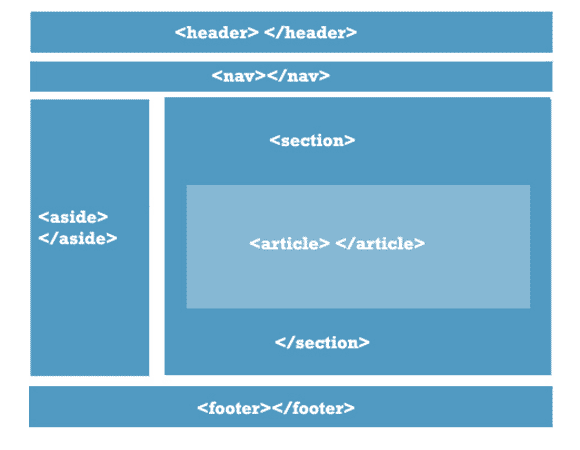 <header> </header>
<nav></nav>
<section>
<aside>
</aside>
<article> </article>
</section>
<footer></footer>